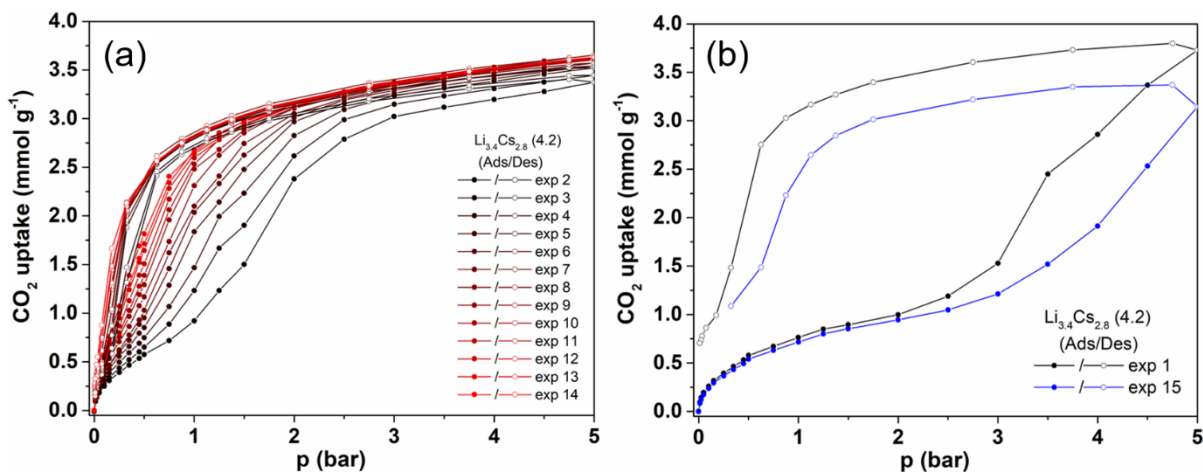 (a)
CO₂ uptake (mmol g⁻¹)
4.0
3.5
3.0
2.5
2.0
1.5
1.0
0.5
0.0
Li₃.₄Cs₂.₈ (4.2)
(Ads/Des)
/ exp 2
/ exp 3
/ exp 4
/ exp 5
/ exp 6
/ exp 7
/ exp 8
/ exp 9
/ exp 10
/ exp 11
/ exp 12
/ exp 13
/ exp 14
0 1 2 3 4 5
p (bar)
(b)
CO₂ uptake (mmol g⁻¹)
4.0
3.5
3.0
2.5
2.0
1.5
1.0
0.5
0.0
Li₃.₄Cs₂.₈ (4.2)
(Ads/Des)
/ exp 1
/ exp 15
0 1 2 3 4 5
p (bar)